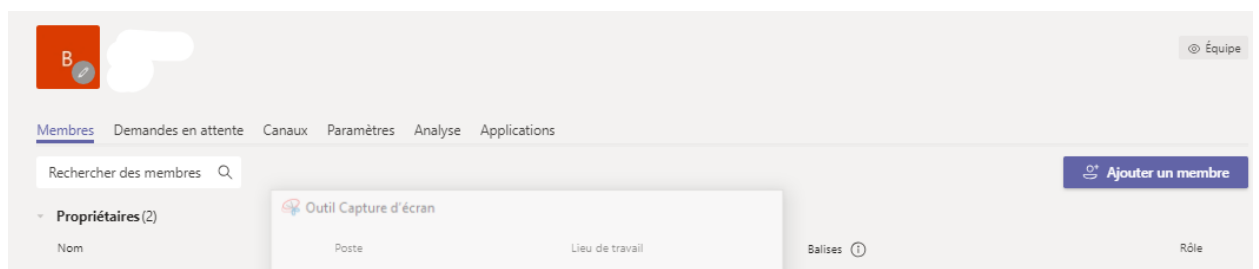 B
Équipe
Membres Demandes en attente Canaux Paramètres Analyse Applications
Rechercher des membres
Ajouter un membre
Outil Capture d'écran
Propriétaires (2)
Nom Poste Lieu de travail Balises Rôle